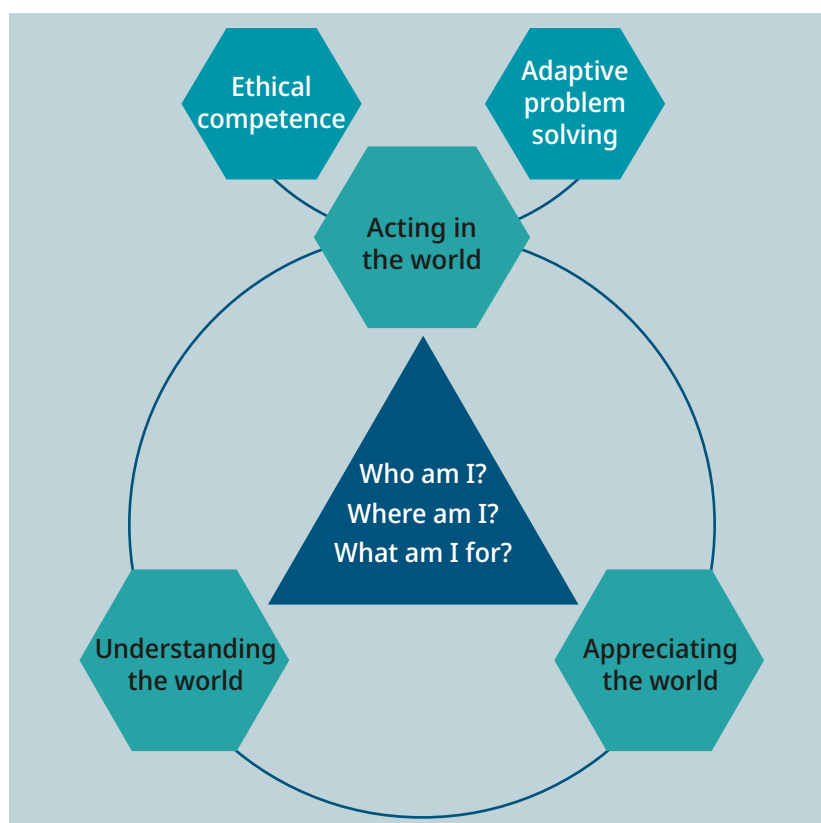 Ethical
competence
Adaptive
problem
solving
Acting in
the world
Who am I?
Where am I?
What am I for?
Understanding
the world
Appreciating
the world